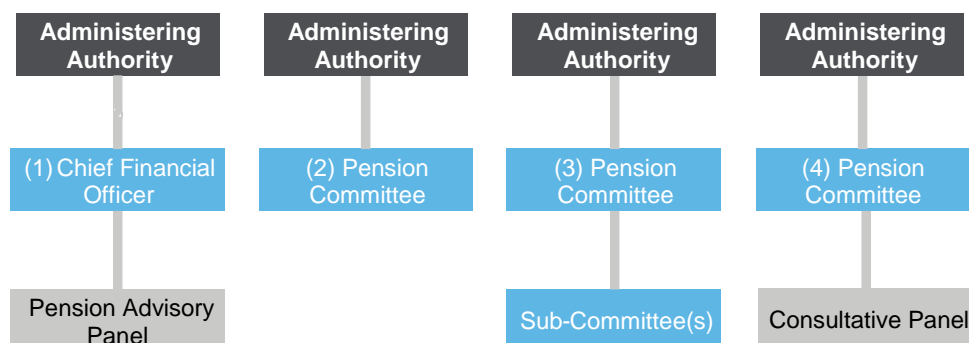 Administering
Authority
Administering
Authority
Administering
Authority
Administering
Authority
(1) Chief Financial
Officer
(2) Pension
Committee
(3) Pension
Committee
(4) Pension
Committee
Pension Advisory
Panel
Sub-Committee(s)
Consultative Panel